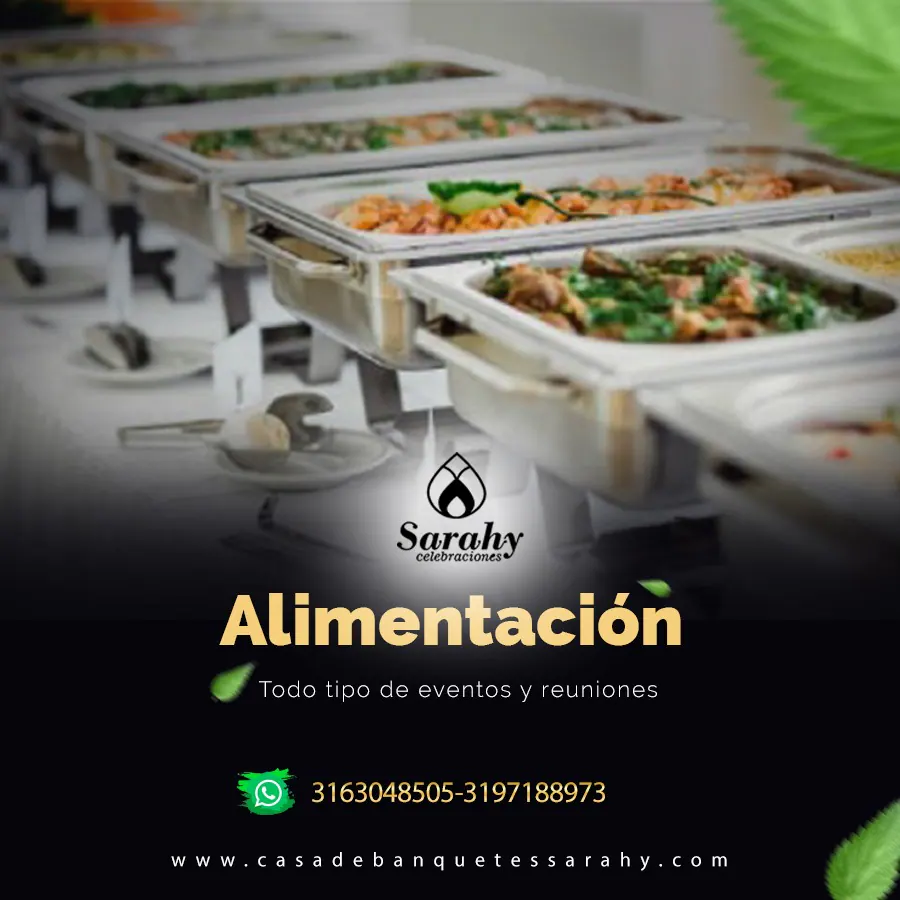 Sarahy
celebraciones
Alimentación
Todo tipo de eventos y reuniones
3163048505-3197188973
www.casadebanquetessarahy.com